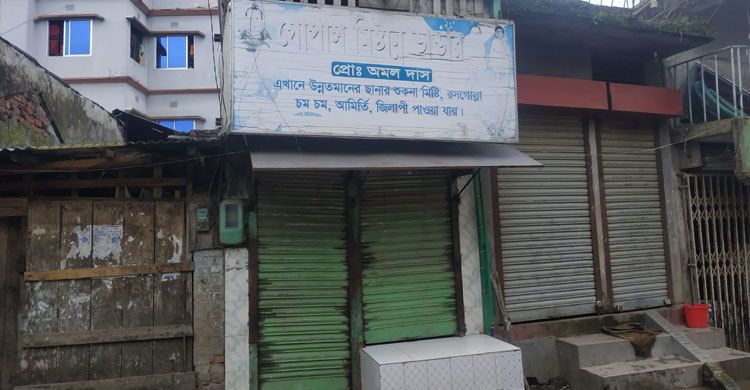 গোপাল মিষ্টান্ন ভান্ডার
প্রোঃ অমল দাস
এখানে উন্নতমানের ছানার শুকনা মিষ্টি, রসগোল্লা
চম চম, আমির্তি, জিলাপী পাওয়া যায়।